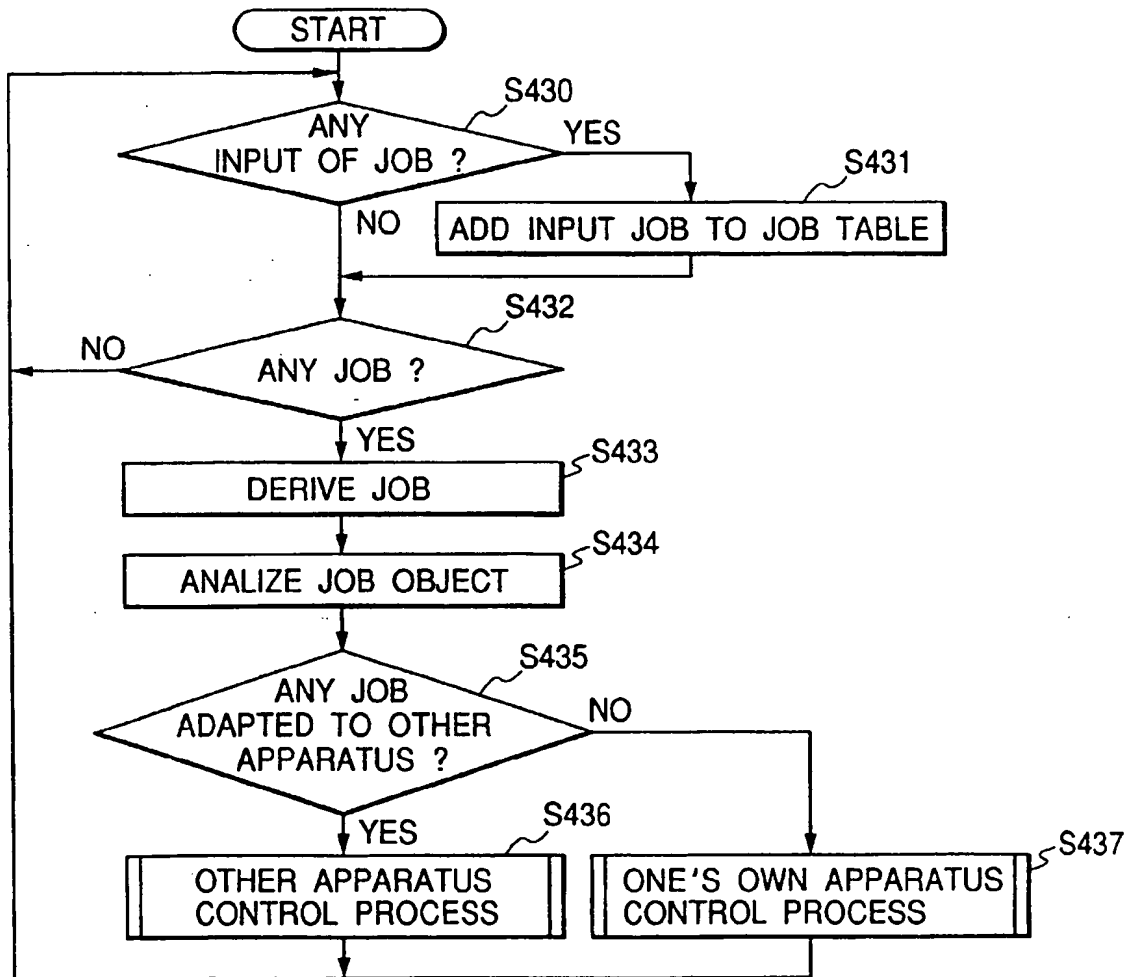 START
S430
ANY
INPUT OF JOB ?
YES
S431
NO
ADD INPUT JOB TO JOB TABLE
S432
NO
ANY JOB ?
YES
S433
DERIVE JOB
S434
ANALIZE JOB OBJECT
S435
ANY JOB
ADAPTED TO OTHER
APPARATUS ?
NO
YES
S436
OTHER APPARATUS
CONTROL PROCESS
S437
ONE'S OWN APPARATUS
CONTROL PROCESS